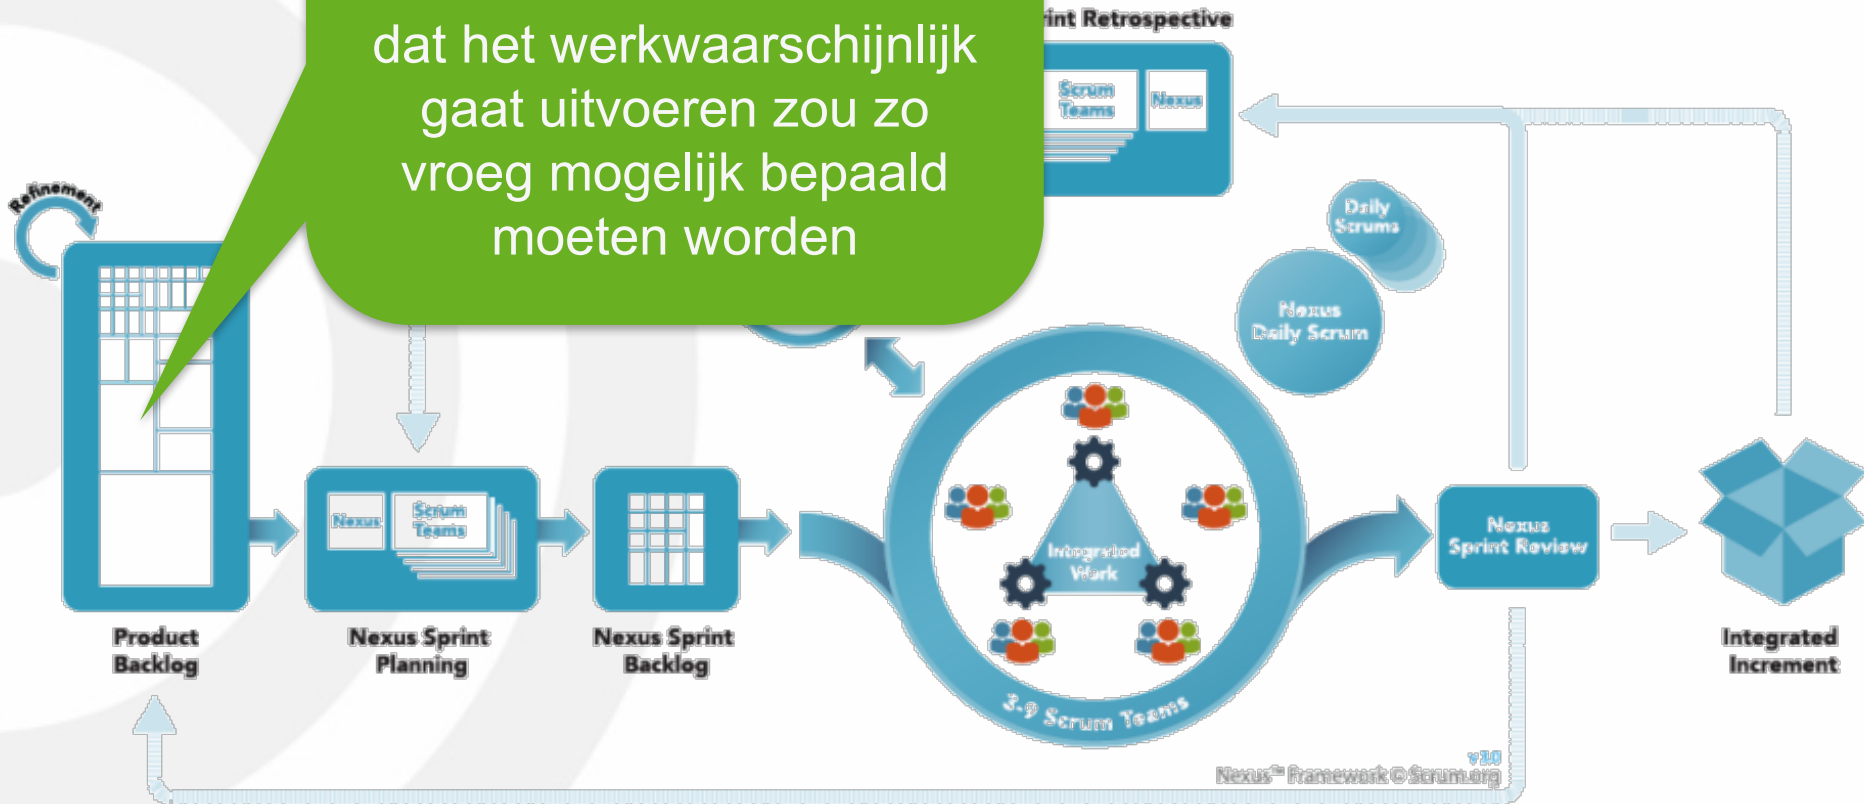 dat het werkwaarschijnlijk
gaat uitvoeren zou zo
vroeg mogelijk bepaald
moeten worden
int Retrospective
Scrum
Teams
Nexus
Refinement
Daily
Scrums
Nexus
Daily Scrum
Nexus
Scrum
Teams
Integrated
Work
Nexus
Sprint Review
Product
Backlog
Nexus Sprint
Planning
Nexus Sprint
Backlog
3-9 Scrum Teams
Integrated
Increment
Nexus™ Framework © Scrum.org